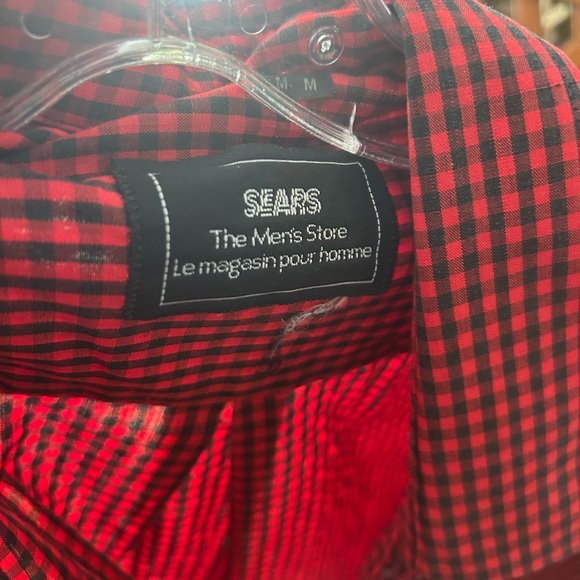 M M
SEARS
The Men's Store
Le magasin pour homme